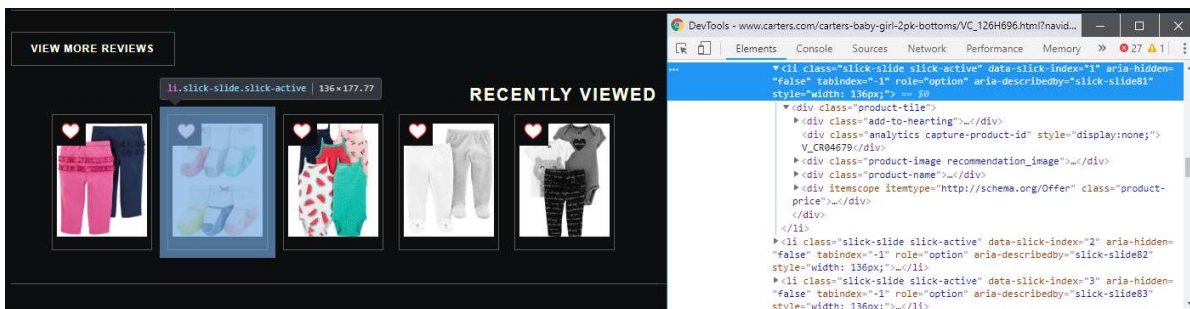 VIEW MORE REVIEWS
li.slick-slide.slick-active | 136×177.77
RECENTLY VIEWED
DevTools - www.carters.com/carters-baby-girl-2pk-bottoms/VC_126H696.html?navid...
Elements Console Sources Network Performance Memory » 27 1
<li class="slick-slide slick-active" data-slick-index="1" aria-hidden=
"false" tabindex="-1" role="option" aria-describedby="slick-slide81"
style="width: 136px;"> == $0
<div class="product-tile">
<div class="add-to-hearting">…</div>
<div class="analytics capture-product-id" style="display:none;">
V_CR04679</div>
<div class="product-image recommendation_image">…</div>
<div class="product-name">…</div>
<div itemscope itemtype="http://schema.org/Offer" class="product-
price">…</div>
</div>
</li>
<li class="slick-slide slick-active" data-slick-index="2" aria-hidden=
"false" tabindex="-1" role="option" aria-describedby="slick-slide82"
style="width: 136px;">…</li>
<li class="slick-slide slick-active" data-slick-index="3" aria-hidden=
"false" tabindex="-1" role="option" aria-describedby="slick-slide83"
style="width: 136px;">…</li>